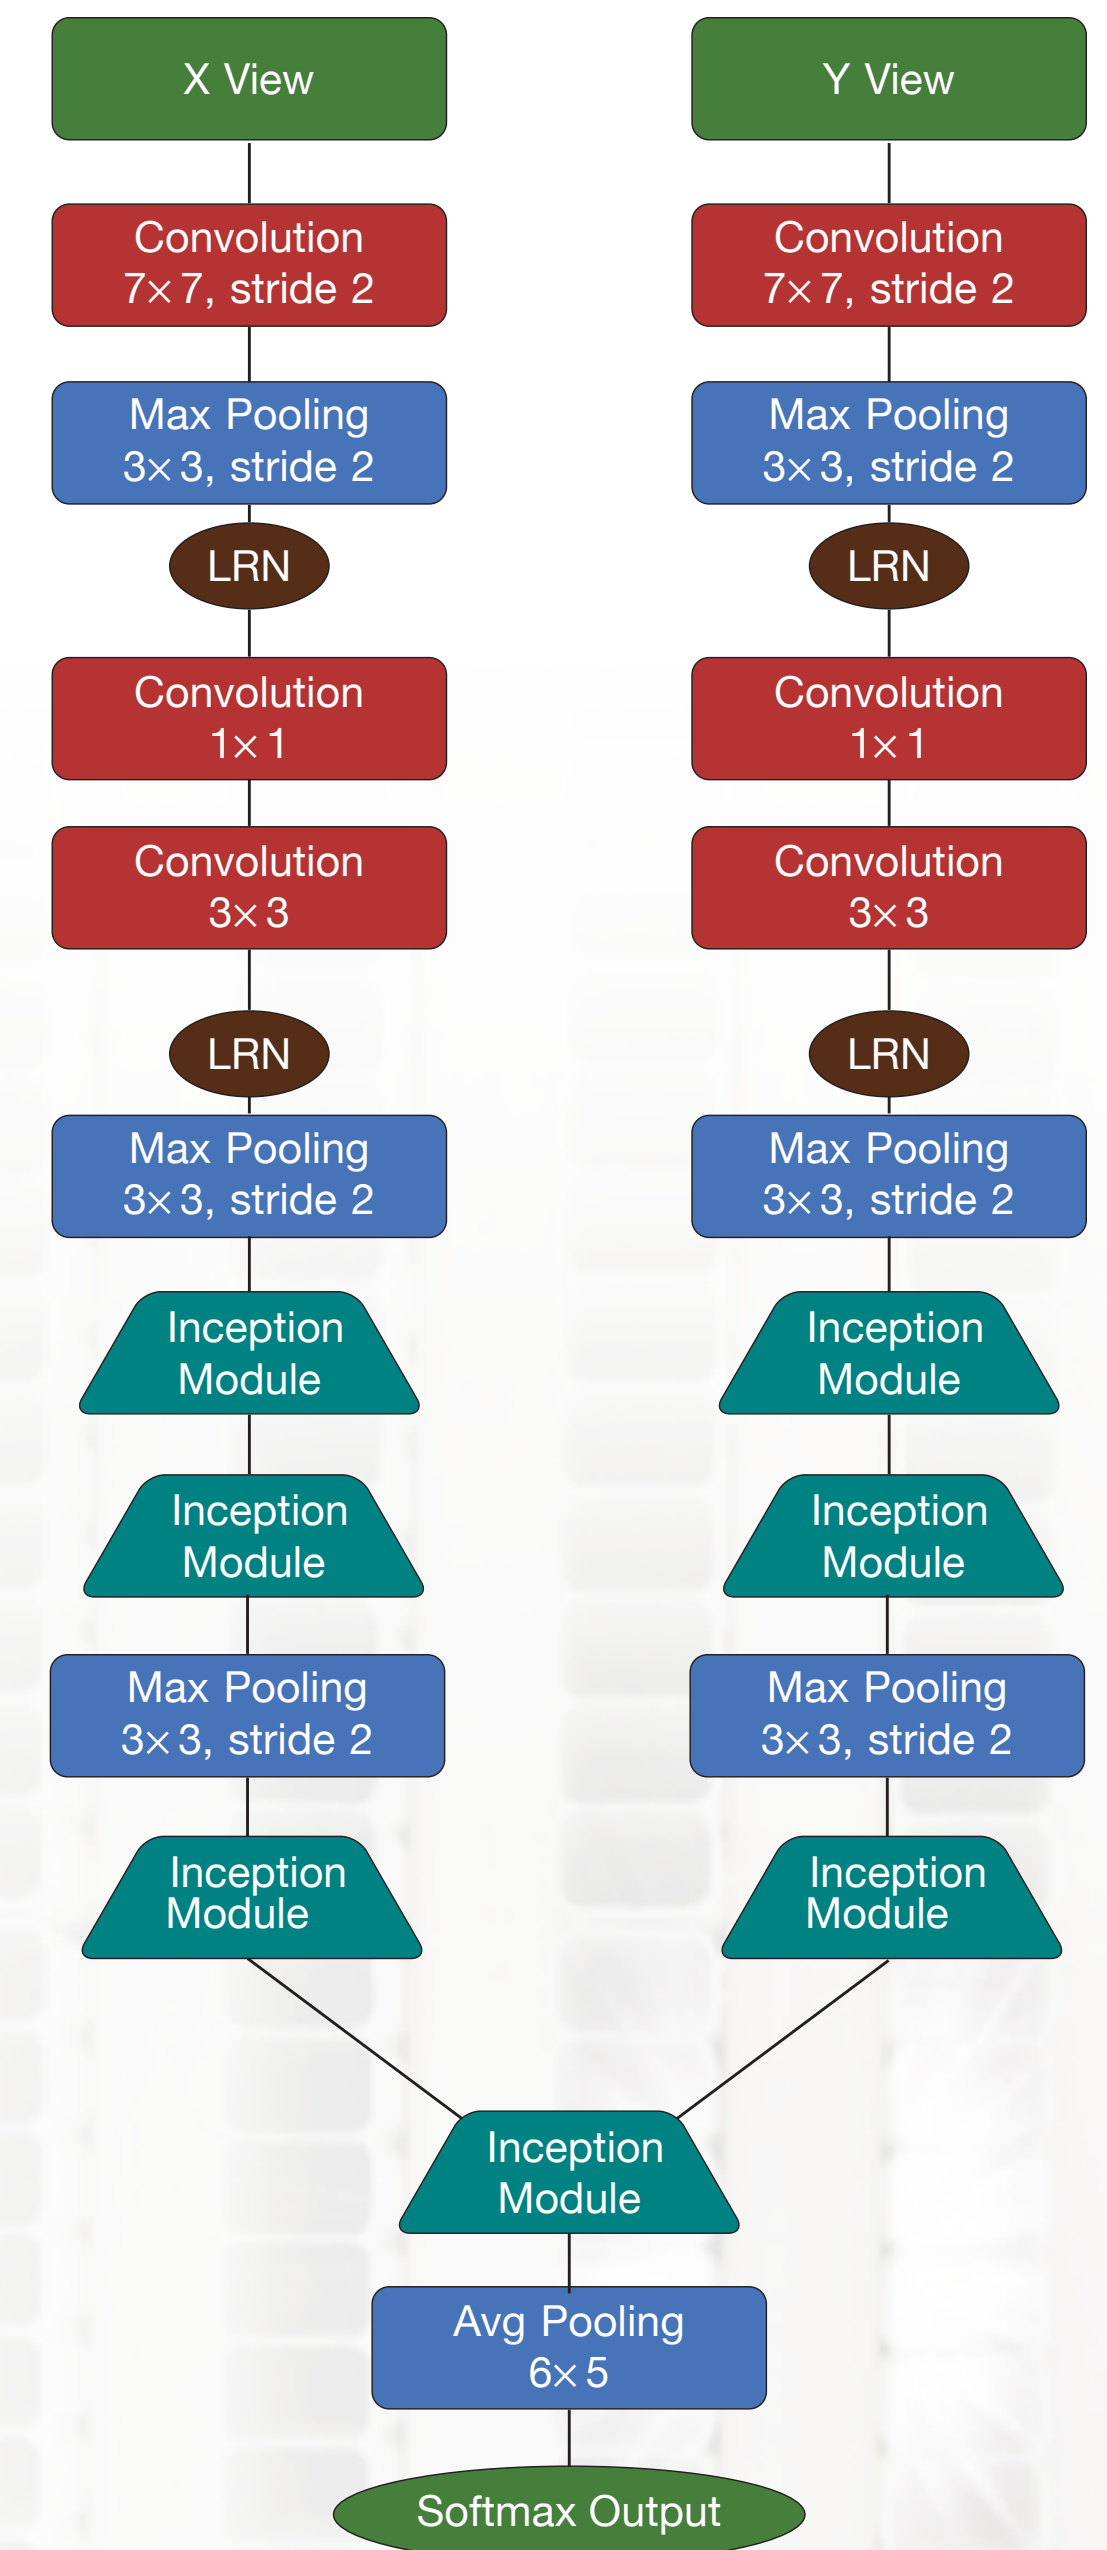 X View
Convolution
7×7, stride 2
Max Pooling
3×3, stride 2
LRN
Convolution
1×1
Convolution
3×3
LRN
Max Pooling
3×3, stride 2
Inception
Module
Inception
Module
Max Pooling
3×3, stride 2
Inception
Module
Y View
Convolution
7×7, stride 2
Max Pooling
3×3, stride 2
LRN
Convolution
1×1
Convolution
3×3
LRN
Max Pooling
3×3, stride 2
Inception
Module
Inception
Module
Max Pooling
3×3, stride 2
Inception
Module
Inception
Module
Avg Pooling
6×5
Softmax Output